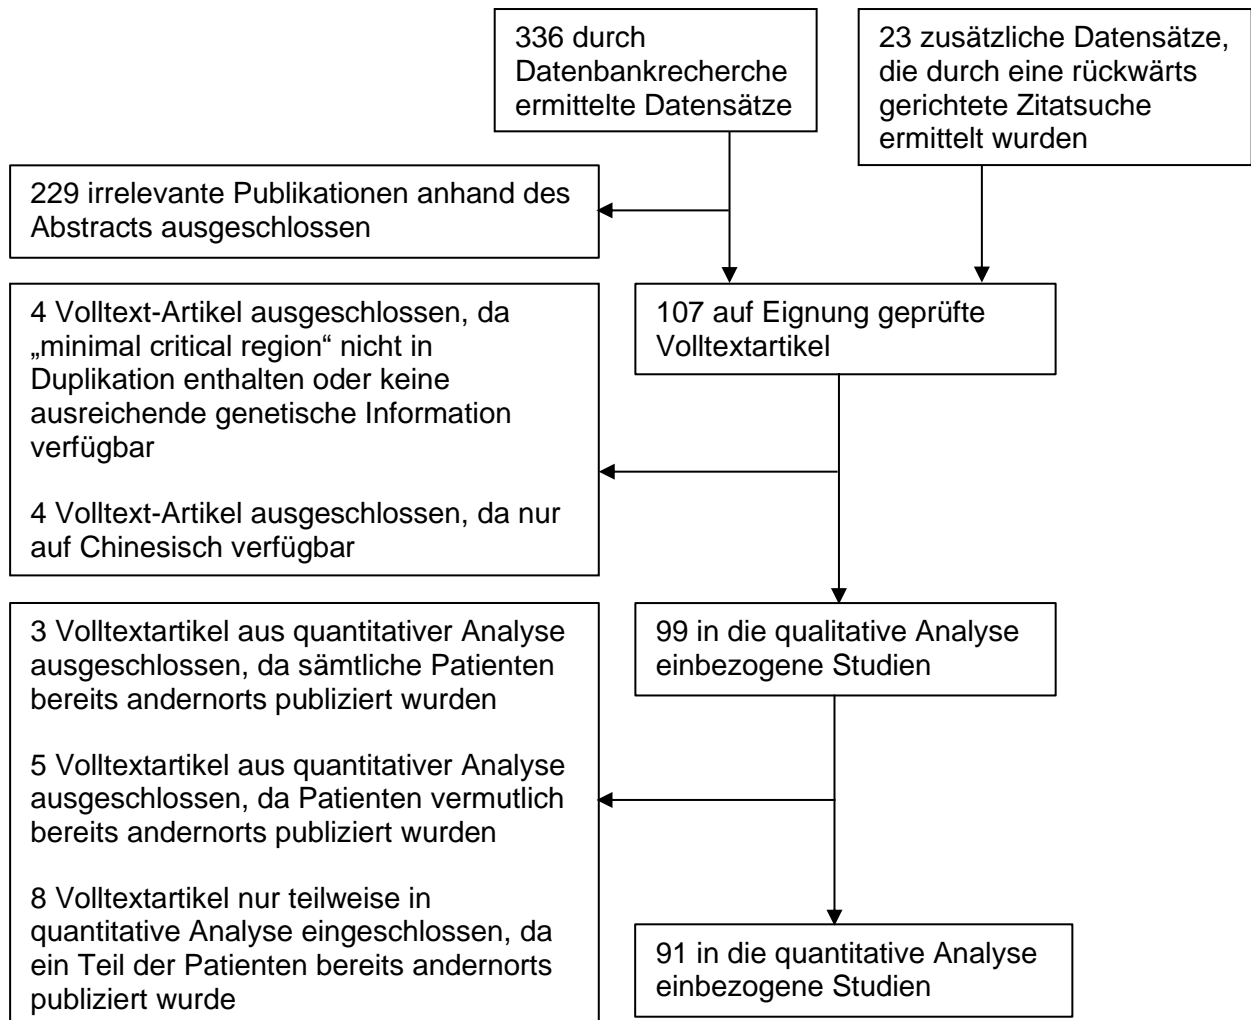 336 durch
Datenbankrecherche
ermittelte Datensätze
23 zusätzliche Datensätze,
die durch eine rückwärts
gerichtete Zitatsuche
ermittelt wurden
229 irrelevante Publikationen anhand des
Abstracts ausgeschlossen
4 Volltext-Artikel ausgeschlossen, da
„minimal critical region“ nicht in
Duplikation enthalten oder keine
ausreichende genetische Information
verfügbar
4 Volltext-Artikel ausgeschlossen, da nur
auf Chinesisch verfügbar
107 auf Eignung geprüfte
Volltextartikel
3 Volltextartikel aus quantitativer Analyse
ausgeschlossen, da sämtliche Patienten
bereits andernorts publiziert wurden
5 Volltextartikel aus quantitativer Analyse
ausgeschlossen, da Patienten vermutlich
bereits andernorts publiziert wurden
8 Volltextartikel nur teilweise in
quantitative Analyse eingeschlossen, da
ein Teil der Patienten bereits andernorts
publiziert wurde
99 in die qualitative Analyse
einbezogene Studien
91 in die quantitative Analyse
einbezogene Studien